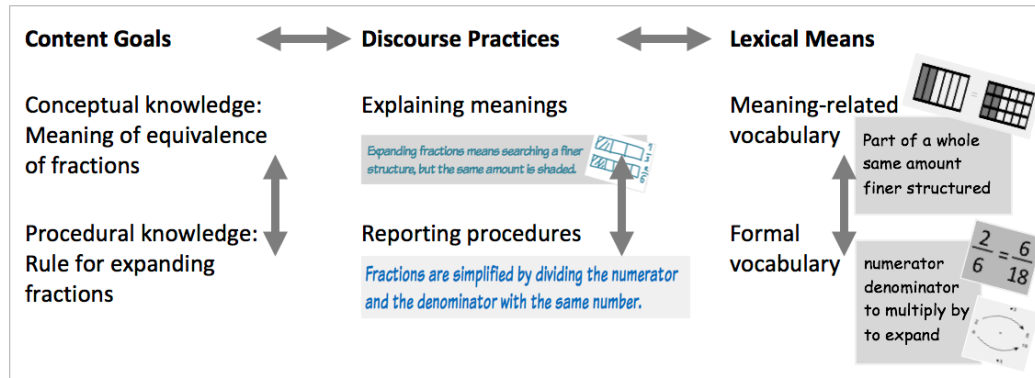 Content Goals
Discourse Practices
Lexical Means
Conceptual knowledge:
Meaning of equivalence
of fractions
Explaining meanings
Expanding fractions means searching a finer
structure, but the same amount is shaded.
Meaning-related
vocabulary
Part of a whole
same amount
finer structured
=
Procedural knowledge:
Rule for expanding
fractions
Reporting procedures
Fractions are simplified by dividing the numerator
and the denominator with the same number.
Formal
vocabulary
numerator
denominator
to multiply by
to expand
2/6 = 6/18